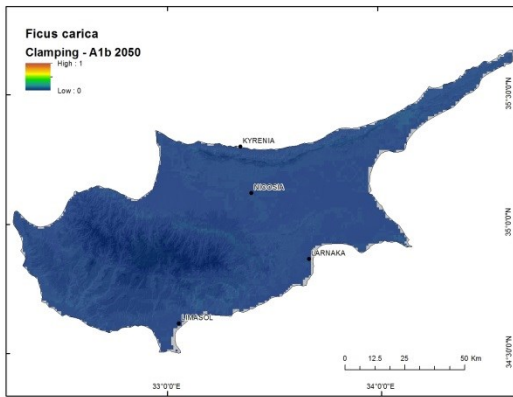 Ficus carica
Clamping - A1b 2050
High : 1
Low : 0
KYRENIA
NICOSIA
LARNAKA
LIMASOL
35°30'0"N
35°0'0"N
34°30'0"N
0 12.5 25 50 Km
33°0'0"E 34°0'0"E